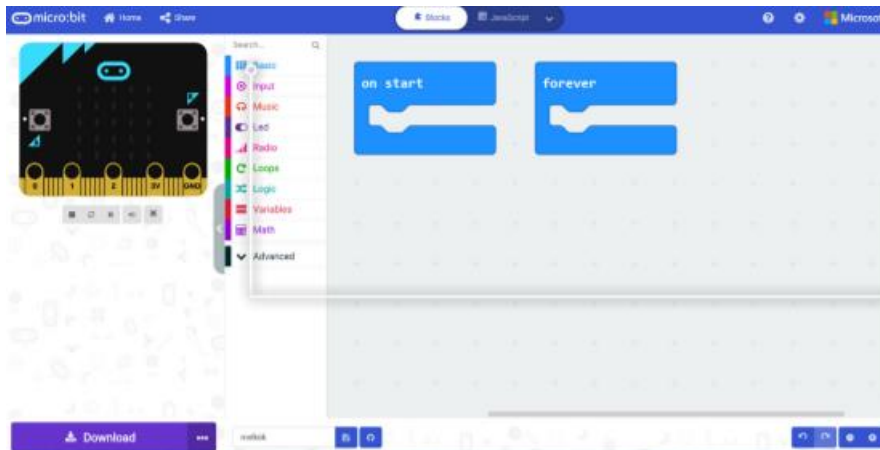 micro:bit Home Share Blocks JavaScript Microsoft
Search...
Basic
Input
Music
Led
Radio
Loops
Logic
Variables
Math
Advanced
on start
forever
0 1 2 3V GND
Download